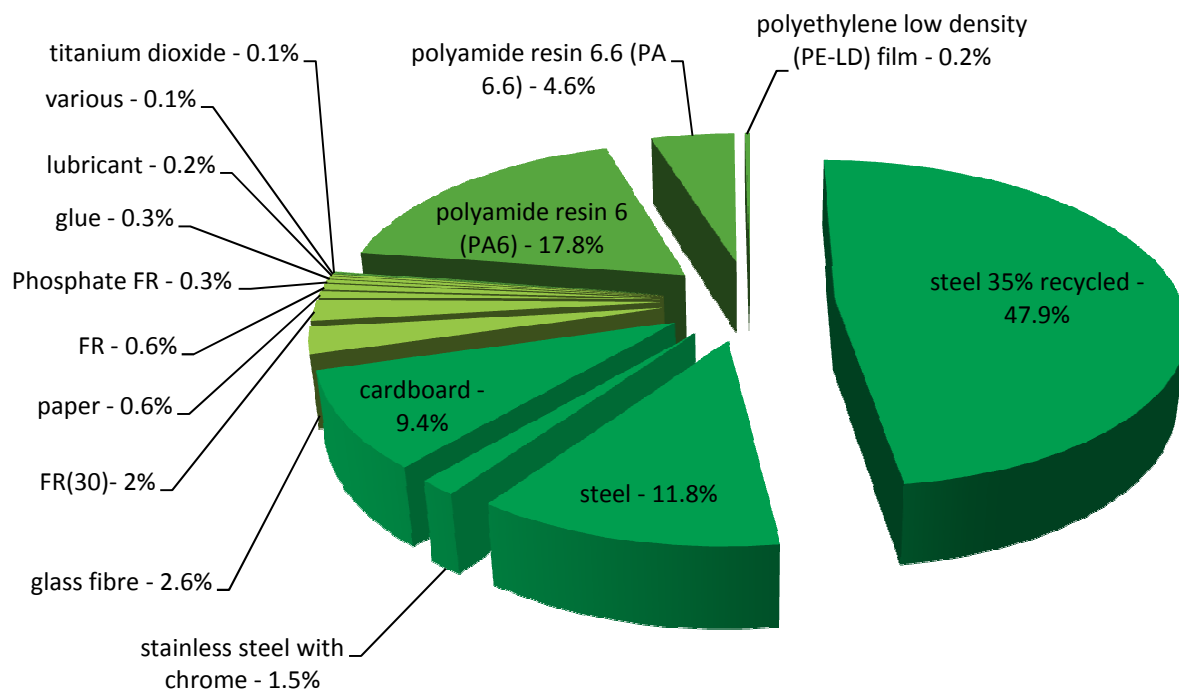 titanium dioxide - 0.1%
various - 0.1%
lubricant - 0.2%
glue - 0.3%
Phosphate FR - 0.3%
FR - 0.6%
paper - 0.6%
FR(30)- 2%
glass fibre - 2.6%
stainless steel with
chrome - 1.5%
cardboard -
9.4%
steel - 11.8%
polyamide resin 6
(PA6) - 17.8%
polyamide resin 6.6 (PA
6.6) - 4.6%
polyethylene low density
(PE-LD) film - 0.2%
steel 35% recycled -
47.9%